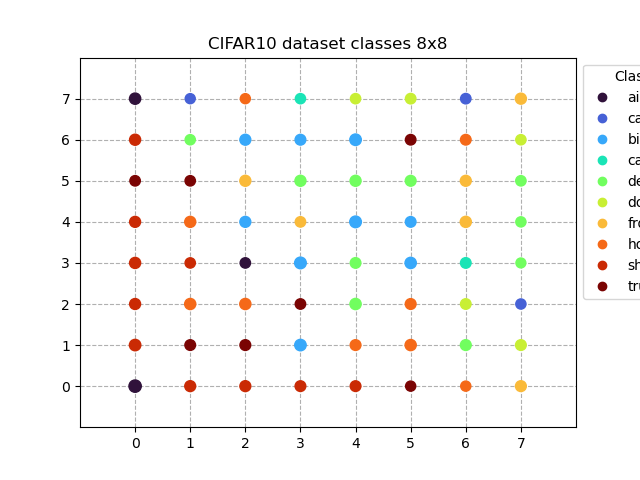 CIFAR10 dataset classes 8x8
7
6
5
4
3
2
1
0
0 1 2 3 4 5 6 7
Clas
ai
ca
bi
ca
de
do
fro
ho
sh
tru